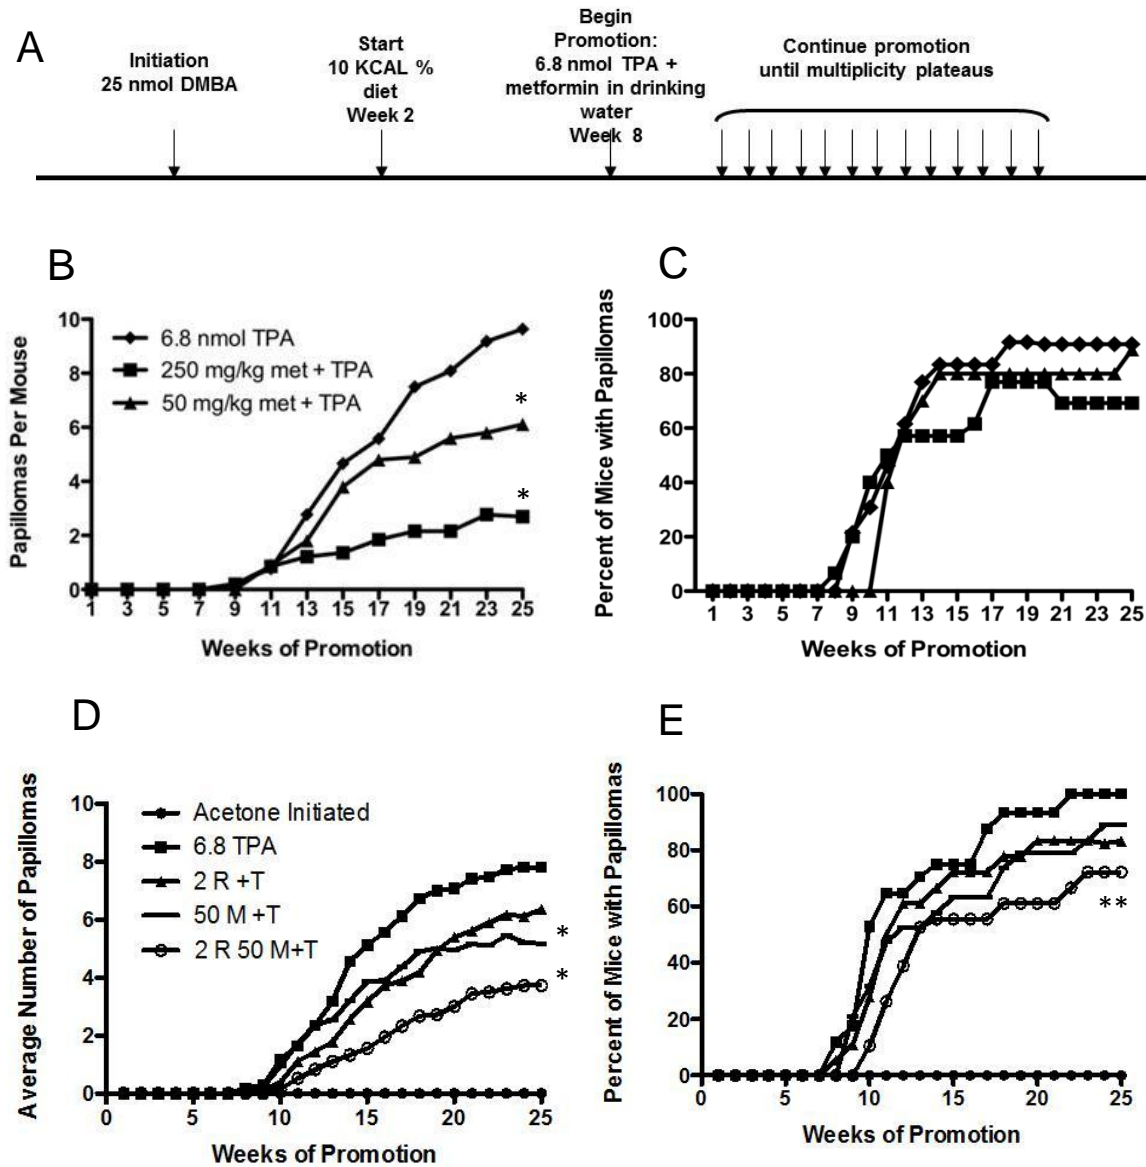 A
Initiation
25 nmol DMBA
Start
10 KCAL %
diet
Week 2
Begin
Promotion:
6.8 nmol TPA +
metformin in drinking
water
Week 8
Continue promotion
until multiplicity plateaus
B
Papillomas Per Mouse
10
8
6
4
2
0
6.8 nmol TPA
250 mg/kg met + TPA
50 mg/kg met + TPA
*
*
1 3 5 7 9 11 13 15 17 19 21 23 25
Weeks of Promotion
C
Percent of Mice with Papillomas
100
80
60
40
20
0
1 3 5 7 9 11 13 15 17 19 21 23 25
Weeks of Promotion
D
Average Number of Papillomas
10
8
6
4
2
0
Acetone Initiated
6.8 TPA
2 R +T
50 M +T
2 R 50 M+T
*
*
0 5 10 15 20 25
Weeks of Promotion
E
Percent of Mice with Papillomas
100
80
60
40
20
0
**
0 5 10 15 20 25
Weeks of Promotion